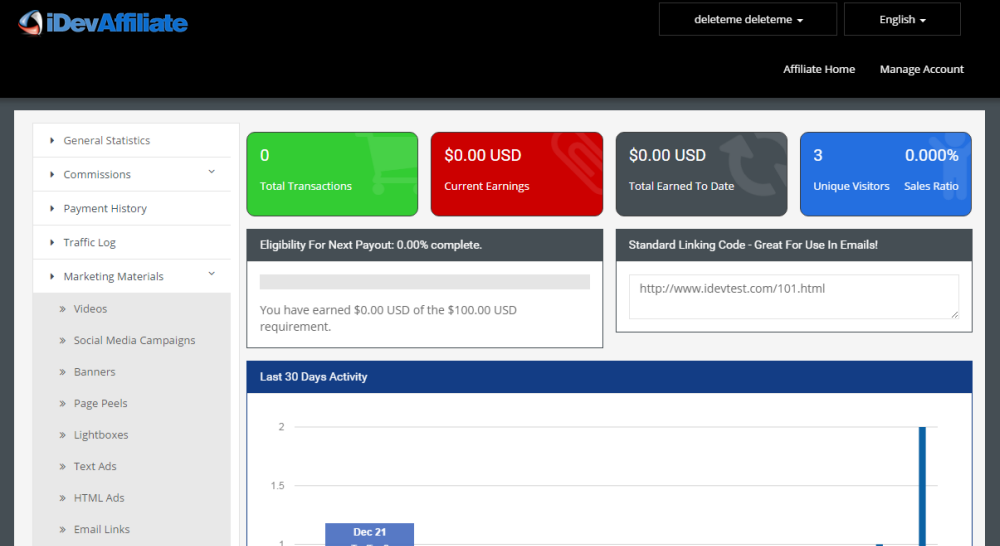 iDevAffiliate
deleteme deleteme
English
Affiliate Home
Manage Account
General Statistics
Commissions
Payment History
Traffic Log
Marketing Materials
Videos
Social Media Campaigns
Banners
Page Peels
Lightboxes
Text Ads
HTML Ads
Email Links
0
Total Transactions
$0.00 USD
Current Earnings
$0.00 USD
Total Earned To Date
3
Unique Visitors
0.000%
Sales Ratio
Eligibility For Next Payout: 0.00% complete.
You have earned $0.00 USD of the $100.00 USD
requirement.
Standard Linking Code - Great For Use In Emails!
http://www.idevtest.com/101.html
Last 30 Days Activity
2
1.5
1
Dec 21